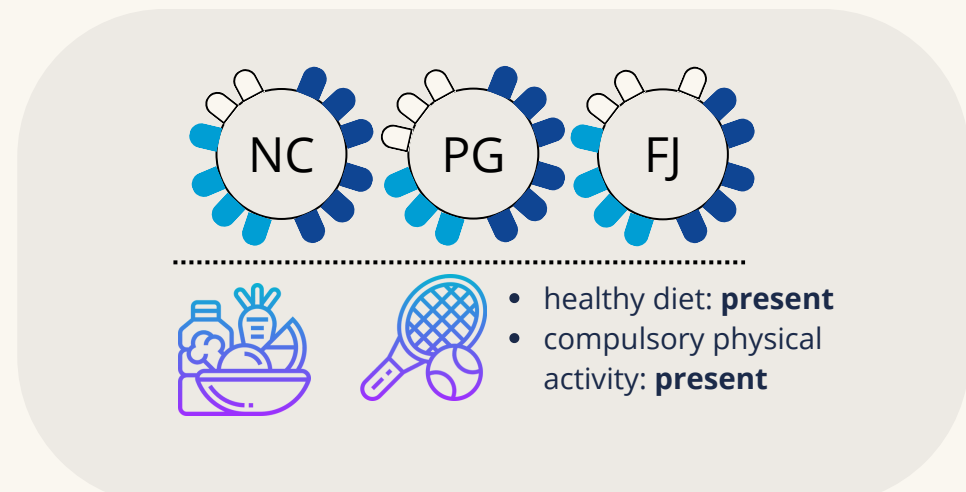 NC PG FJ
• healthy diet: present
• compulsory physical
activity: present